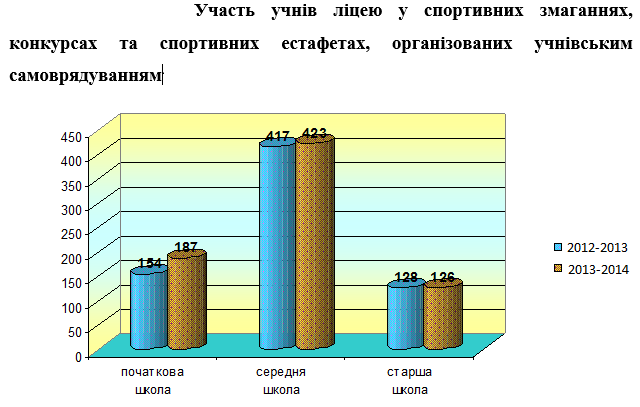 Участь учнів ліцею у спортивних змаганнях,
конкурсах та спортивних естафетах, організованих учнівським
самоврядуванням
450
400
350
300
250
200
150
100
50
0
154
187
417
423
128
126
початкова
школа
середня
школа
старша
школа
2012-2013
2013-2014